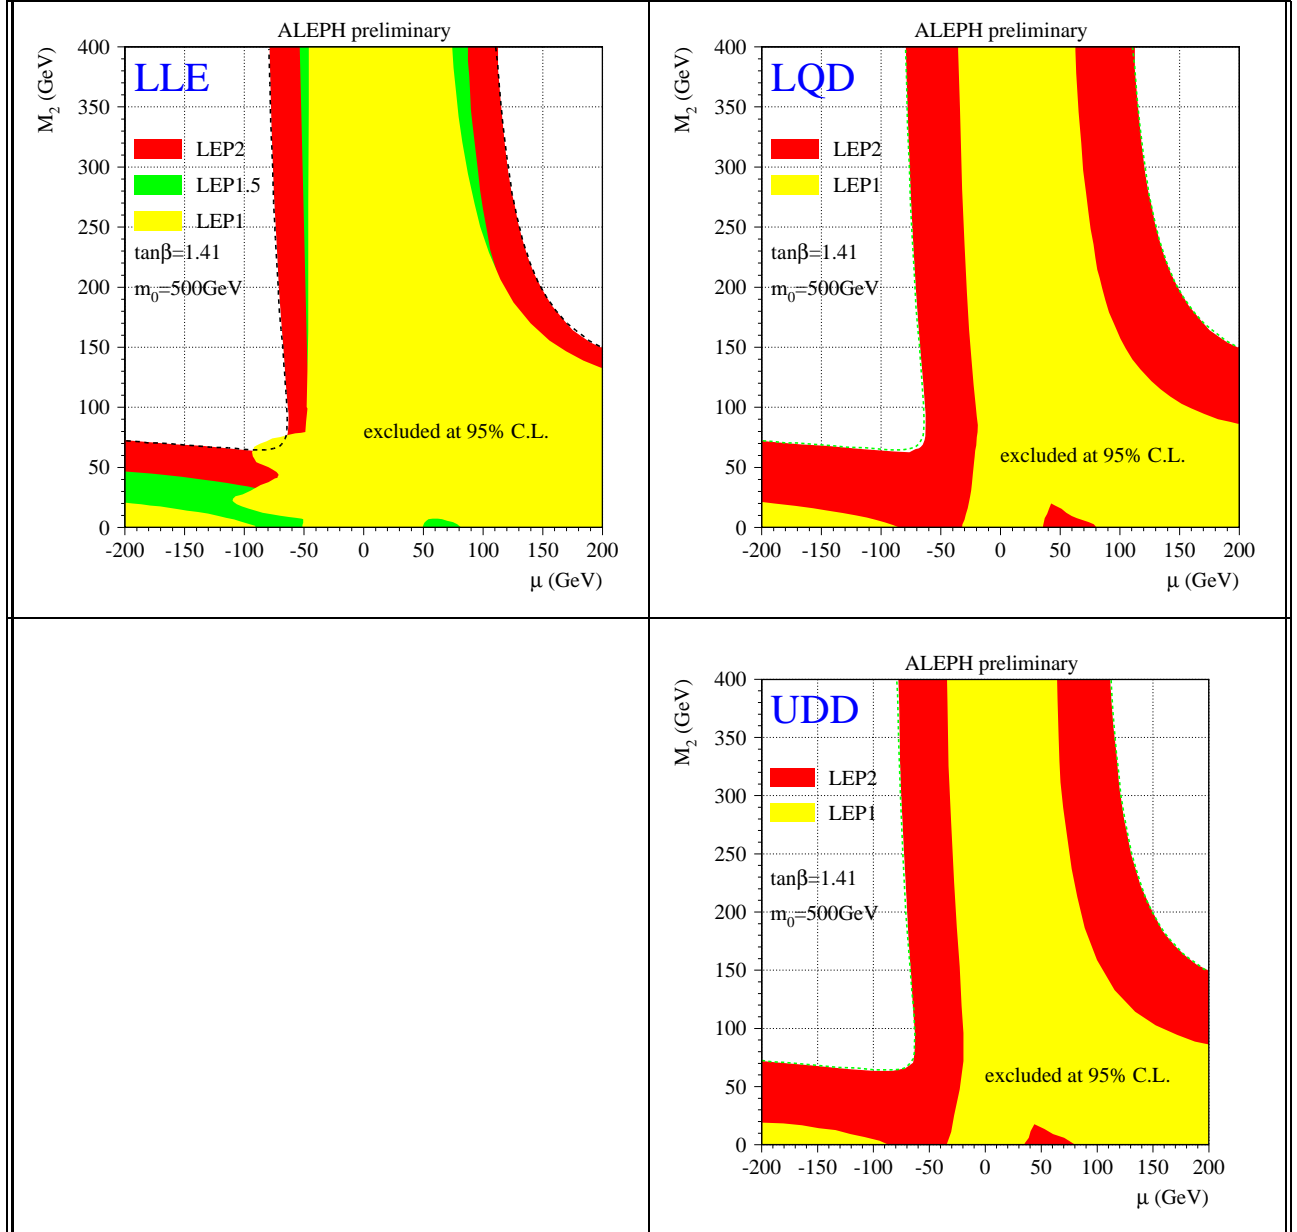 ALEPH preliminary
M2 (GeV)
400
350
300
250
200
150
100
50
0
LLE
LEP2
LEP1.5
LEP1
tanβ=1.41
m0=500GeV
excluded at 95% C.L.
-200 -150 -100 -50 0 50 100 150 200
μ (GeV)
ALEPH preliminary
M2 (GeV)
400
350
300
250
200
150
100
50
0
LQD
LEP2
LEP1
tanβ=1.41
m0=500GeV
excluded at 95% C.L.
-200 -150 -100 -50 0 50 100 150 200
μ (GeV)
ALEPH preliminary
M2 (GeV)
400
350
300
250
200
150
100
50
0
UDD
LEP2
LEP1
tanβ=1.41
m0=500GeV
excluded at 95% C.L.
-200 -150 -100 -50 0 50 100 150 200
μ (GeV)